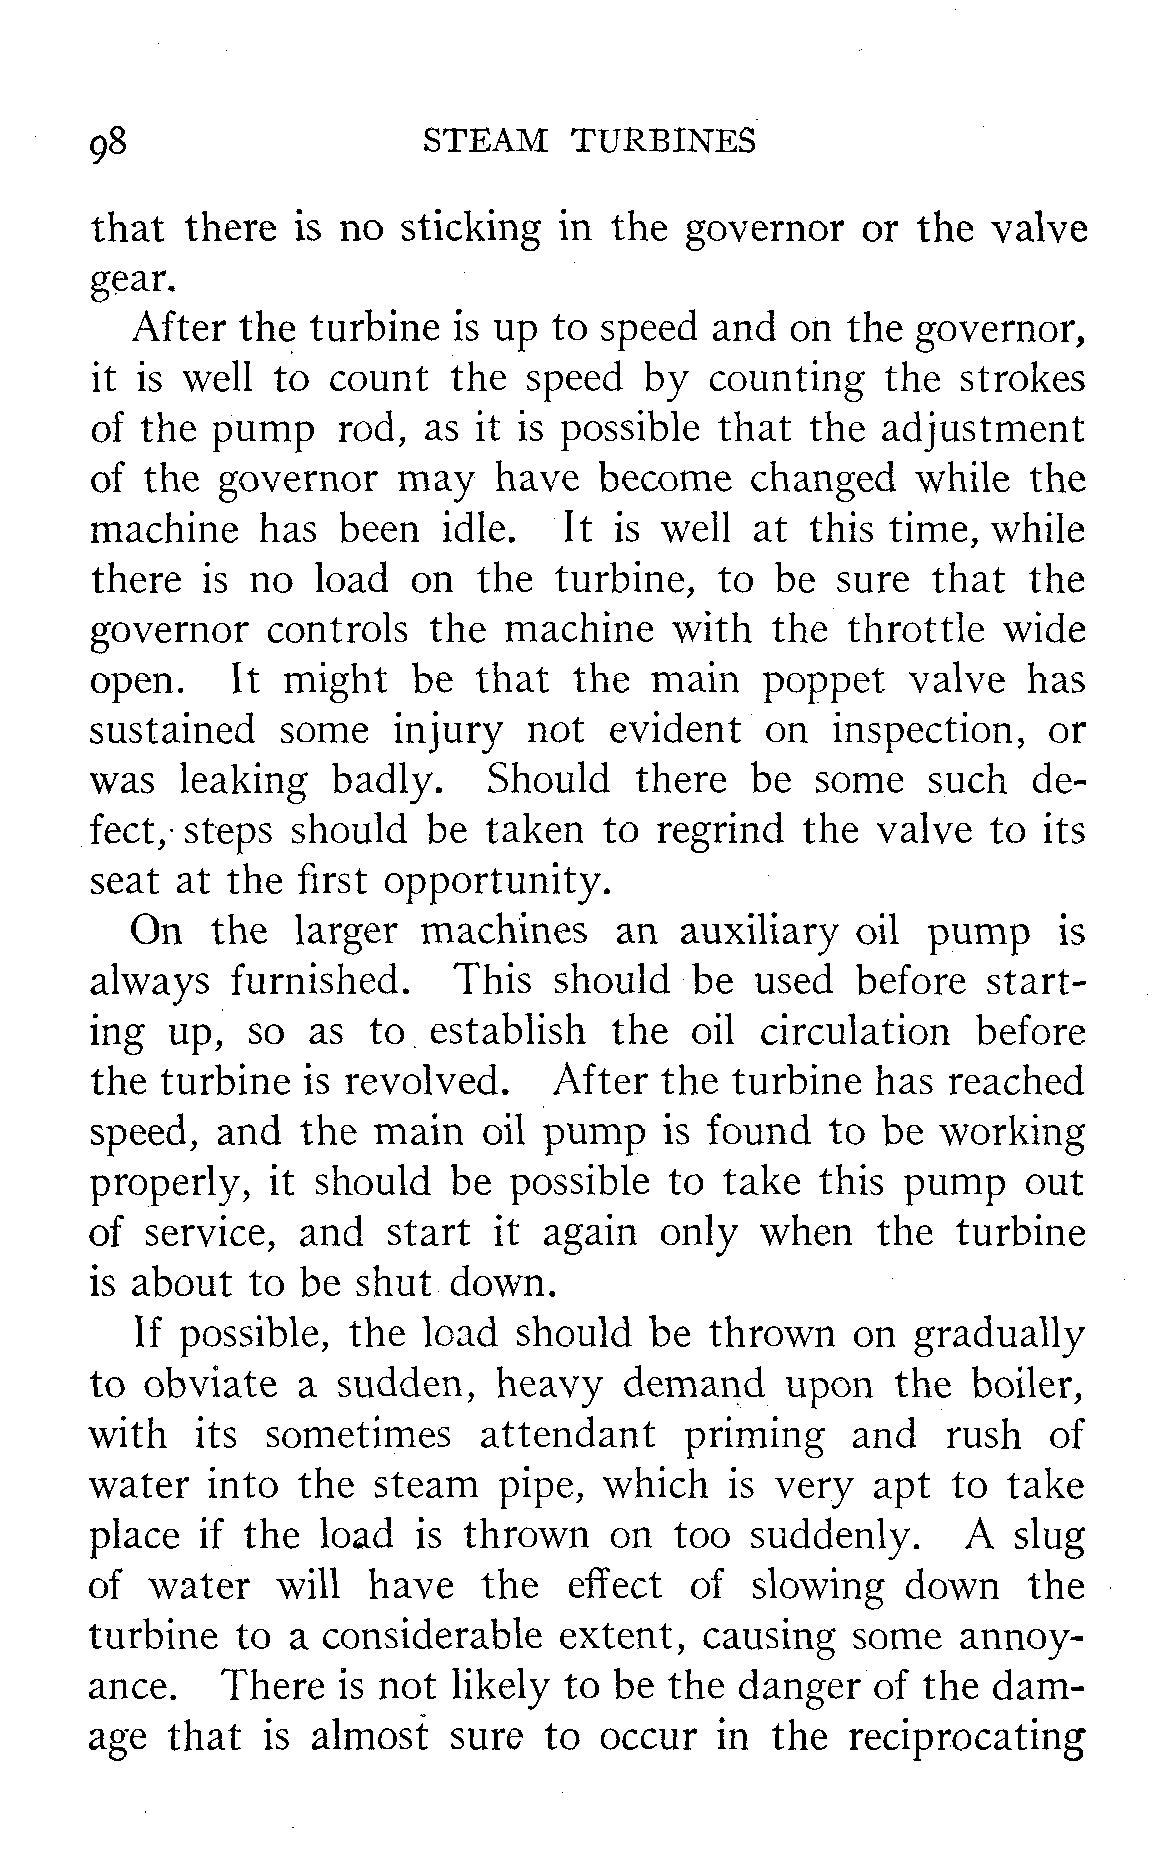 98 STEAM TURBINES
that there is no sticking in the governor or the valve
gear.
After the turbine is up to speed and on the governor,
it is well to count the speed by counting the strokes
of the pump rod, as it is possible that the adjustment
of the governor may have become changed while the
machine has been idle. It is well at this time, while
there is no load on the turbine, to be sure that the
governor controls the machine with the throttle wide
open. It might be that the main poppet valve has
sustained some injury not evident on inspection, or
was leaking badly. Should there be some such de-
fect, steps should be taken to regrind the valve to its
seat at the first opportunity.
On the larger machines an auxiliary oil pump is
always furnished. This should be used before start-
ing up, so as to establish the oil circulation before
the turbine is revolved. After the turbine has reached
speed, and the main oil pump is found to be working
properly, it should be possible to take this pump out
of service, and start it again only when the turbine
is about to be shut down.
If possible, the load should be thrown on gradually
to obviate a sudden, heavy demand upon the boiler,
with its sometimes attendant priming and rush of
water into the steam pipe, which is very apt to take
place if the load is thrown on too suddenly. A slug
of water will have the effect of slowing down the
turbine to a considerable extent, causing some annoy-
ance. There is not likely to be the danger of the dam-
age that is almost sure to occur in the reciprocating